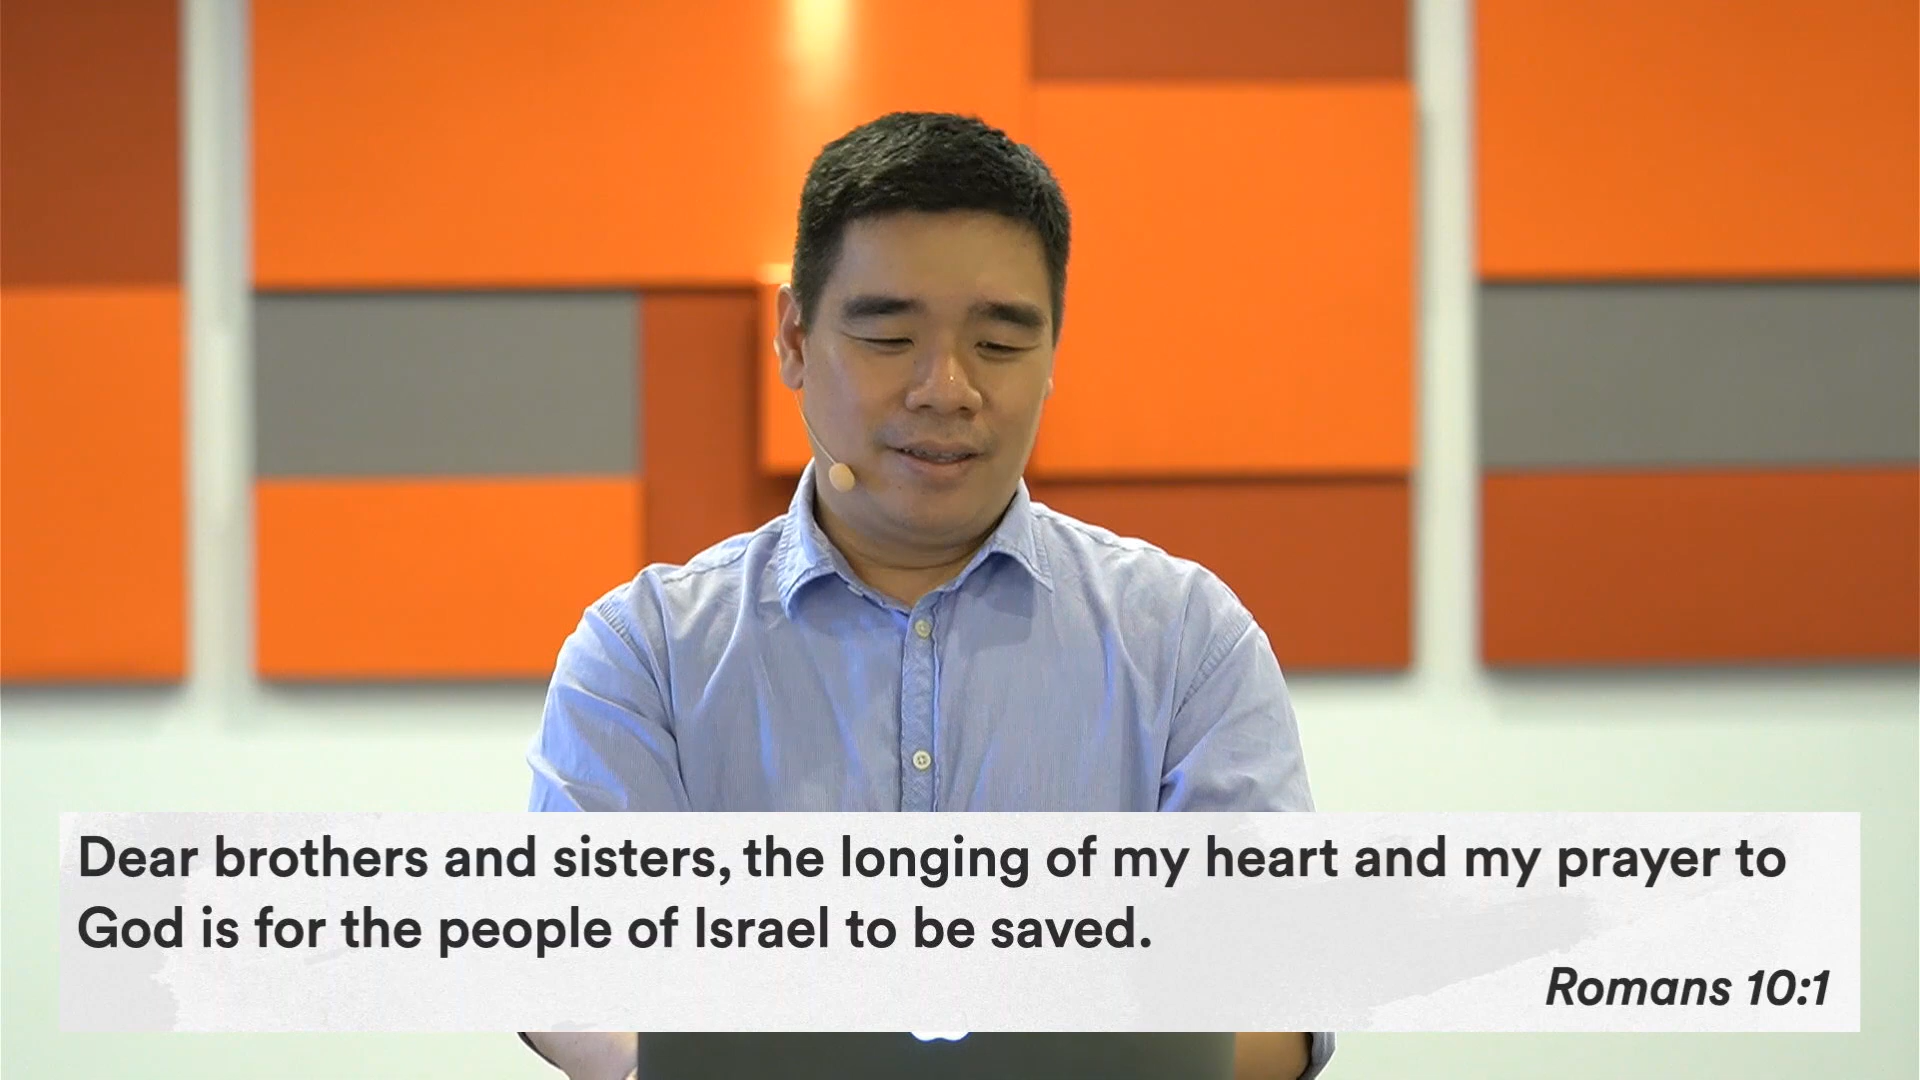 Dear brothers and sisters, the longing of my heart and my prayer to
God is for the people of Israel to be saved.
Romans 10:1